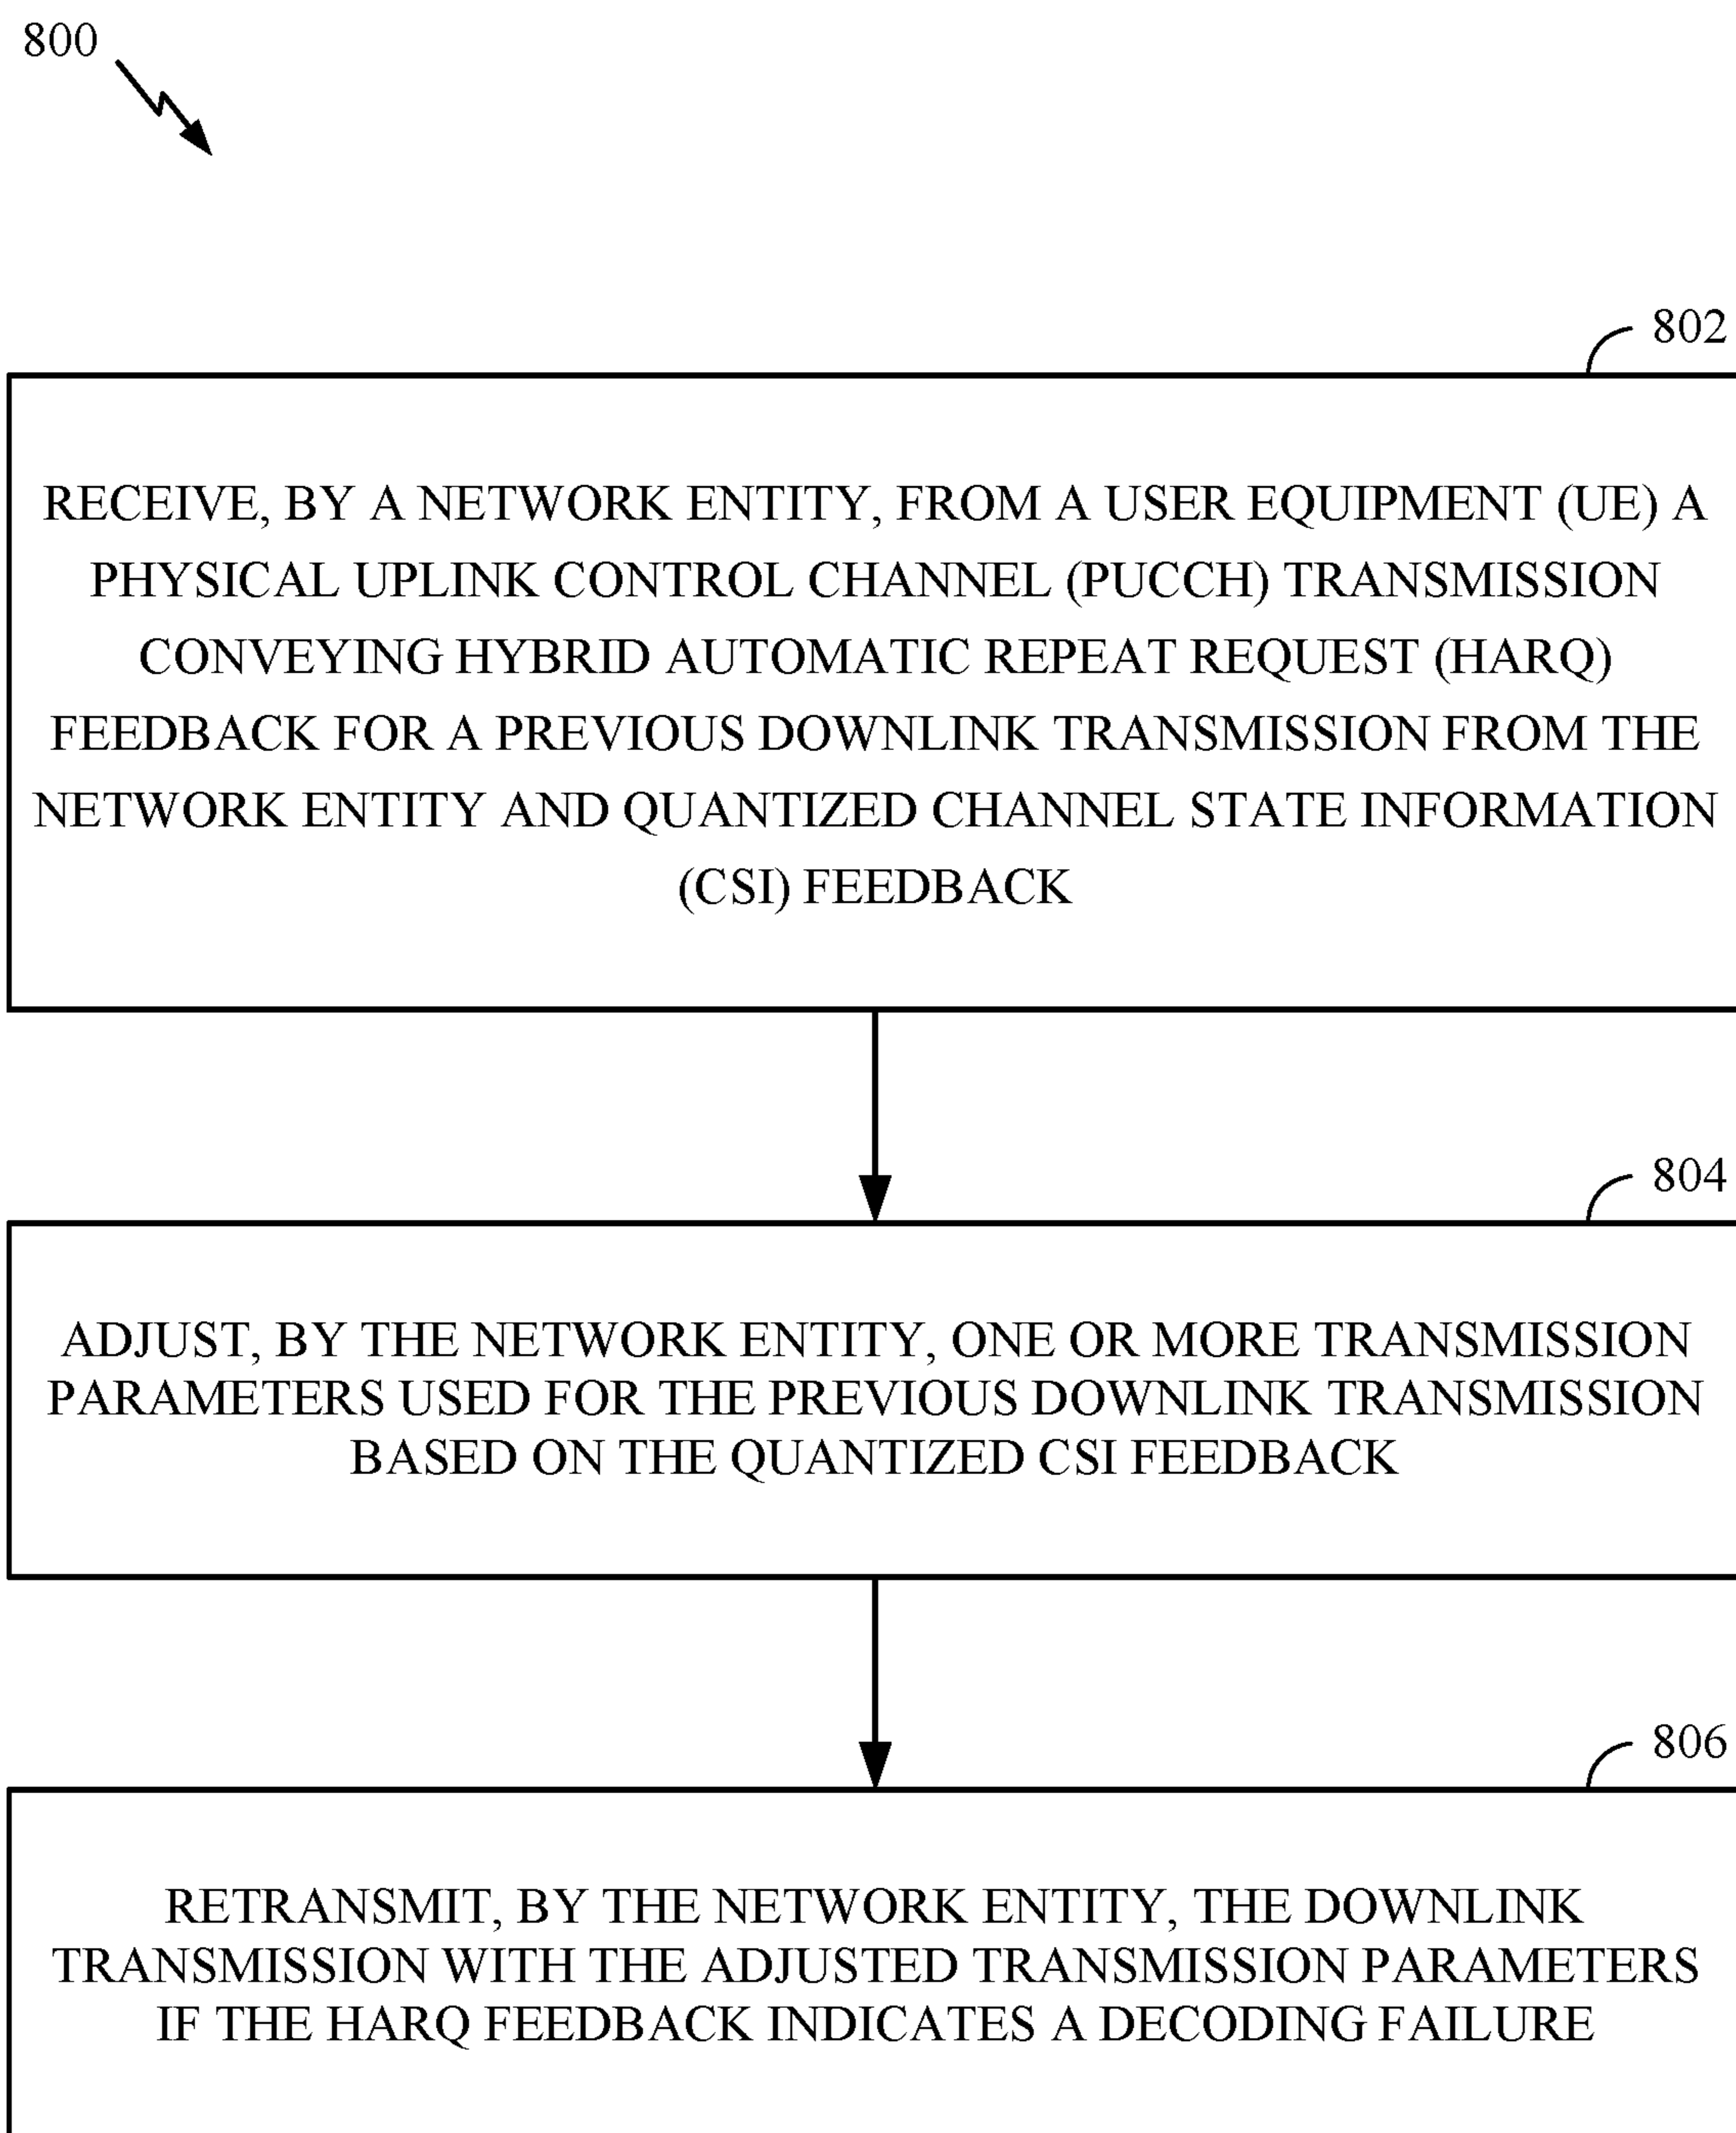 800
802
RECEIVE, BY A NETWORK ENTITY, FROM A USER EQUIPMENT (UE) A
PHYSICAL UPLINK CONTROL CHANNEL (PUCCH) TRANSMISSION
CONVEYING HYBRID AUTOMATIC REPEAT REQUEST (HARQ)
FEEDBACK FOR A PREVIOUS DOWNLINK TRANSMISSION FROM THE
NETWORK ENTITY AND QUANTIZED CHANNEL STATE INFORMATION
(CSI) FEEDBACK
804
ADJUST, BY THE NETWORK ENTITY, ONE OR MORE TRANSMISSION
PARAMETERS USED FOR THE PREVIOUS DOWNLINK TRANSMISSION
BASED ON THE QUANTIZED CSI FEEDBACK
806
RETRANSMIT, BY THE NETWORK ENTITY, THE DOWNLINK
TRANSMISSION WITH THE ADJUSTED TRANSMISSION PARAMETERS
IF THE HARQ FEEDBACK INDICATES A DECODING FAILURE